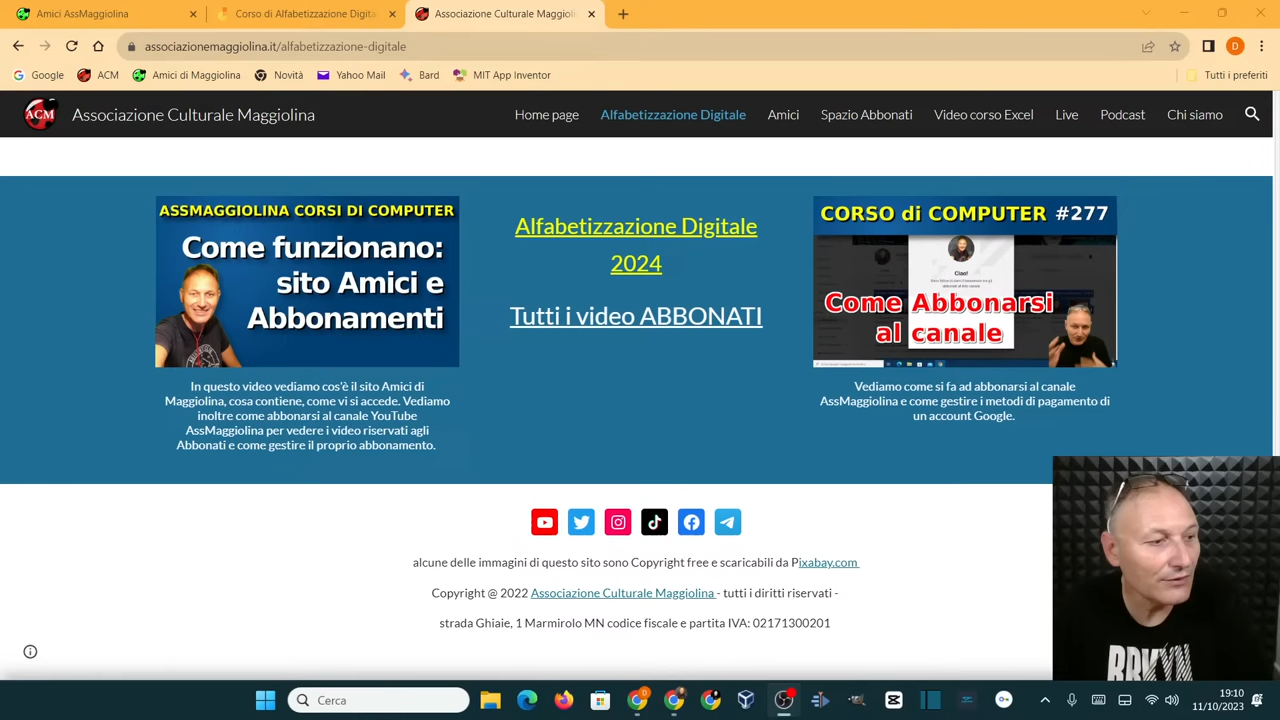 Amici AssMaggiolina
Corso di Alfabetizzazione Digita
Associazione Culturale Maggioli
associazionemaggiolina.it/alfabetizzazione-digitale
D
Google
ACM
Amici di Maggiolina
Novità
Yahoo Mail
Bard
MIT App Inventor
Tutti i preferiti
ACM
Associazione Culturale Maggiolina
Home page
Alfabetizzazione Digitale
Amici
Spazio Abbonati
Video corso Excel
Live
Podcast
Chi siamo
ASSMAGGIOLINA CORSI DI COMPUTER
Come funzionano:
sito Amici e
Abbonamenti
In questo video vediamo cos'è il sito Amici di
Maggiolina, cosa contiene, come vi si accede. Vediamo
inoltre come abbonarsi al canale YouTube
AssMaggiolina per vedere i video riservati agli
Abbonati e come gestire il proprio abbonamento.
Alfabetizzazione Digitale
2024
Tutti i video ABBONATI
CORSO di COMPUTER #277
Ciao!
Come Abbonarsi
al canale
Vediamo come si fa ad abbonarsi al canale
AssMaggiolina e come gestire i metodi di pagamento di
un account Google.
alcune delle immagini di questo sito sono Copyright free e scaricabili da Pixabay.com
Copyright @ 2022 Associazione Culturale Maggiolina - tutti i diritti riservati -
strada Ghiaie, 1 Marmirolo MN codice fiscale e partita IVA: 02171300201
Cerca
19:10
11/10/2023